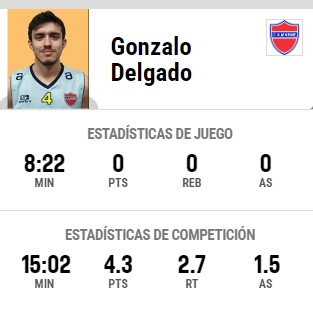 Gonzalo
Delgado
4
ESTADÍSTICAS DE JUEGO
8:22 0 0 0
MIN PTS REB AS
ESTADÍSTICAS DE COMPETICIÓN
15:02 4.3 2.7 1.5
MIN PTS RT AS